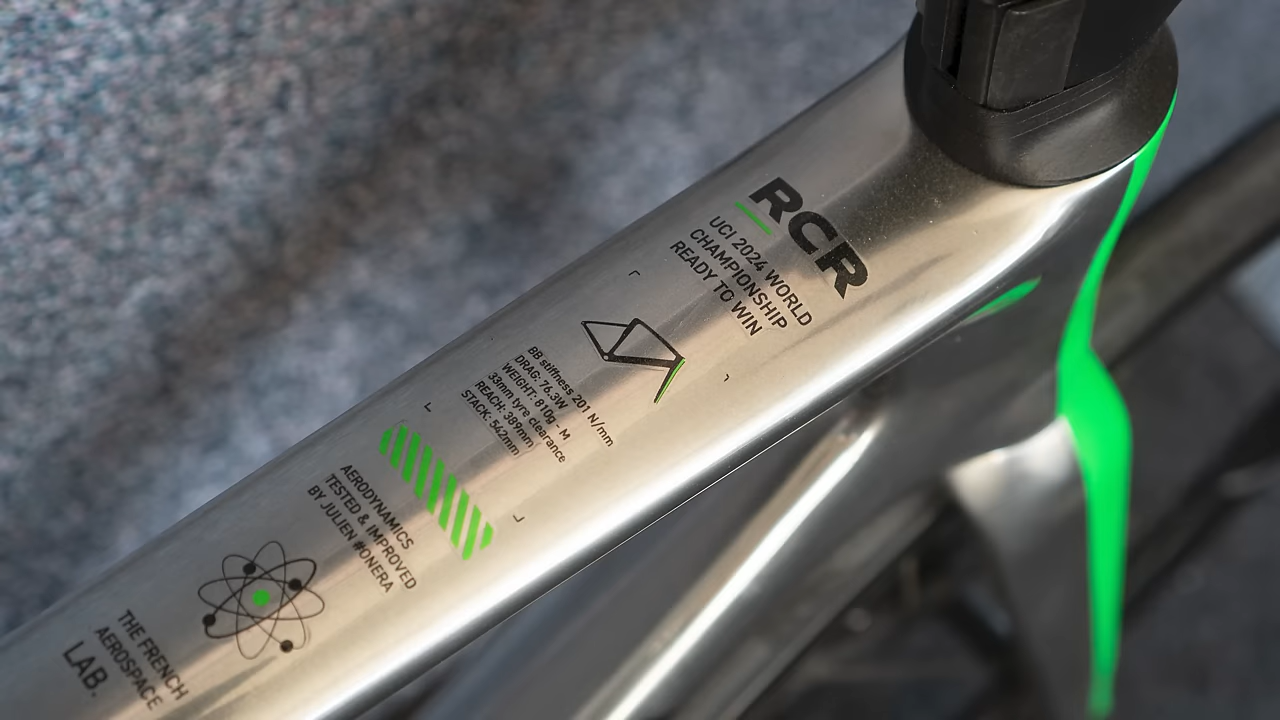 RCR
UCI 2024 WORLD
CHAMPIONSHIP
READY TO WIN
BB stiffness 201 N/mm
DRAG: 76.3W
WEIGHT: 810g - M
33mm tyre clearance
REACH: 389mm
STACK: 542mm
AERODYNAMICS
TESTED & IMPROVED
BY JULIEN #ONERA
THE FRENCH
AEROSPACE
LAB.